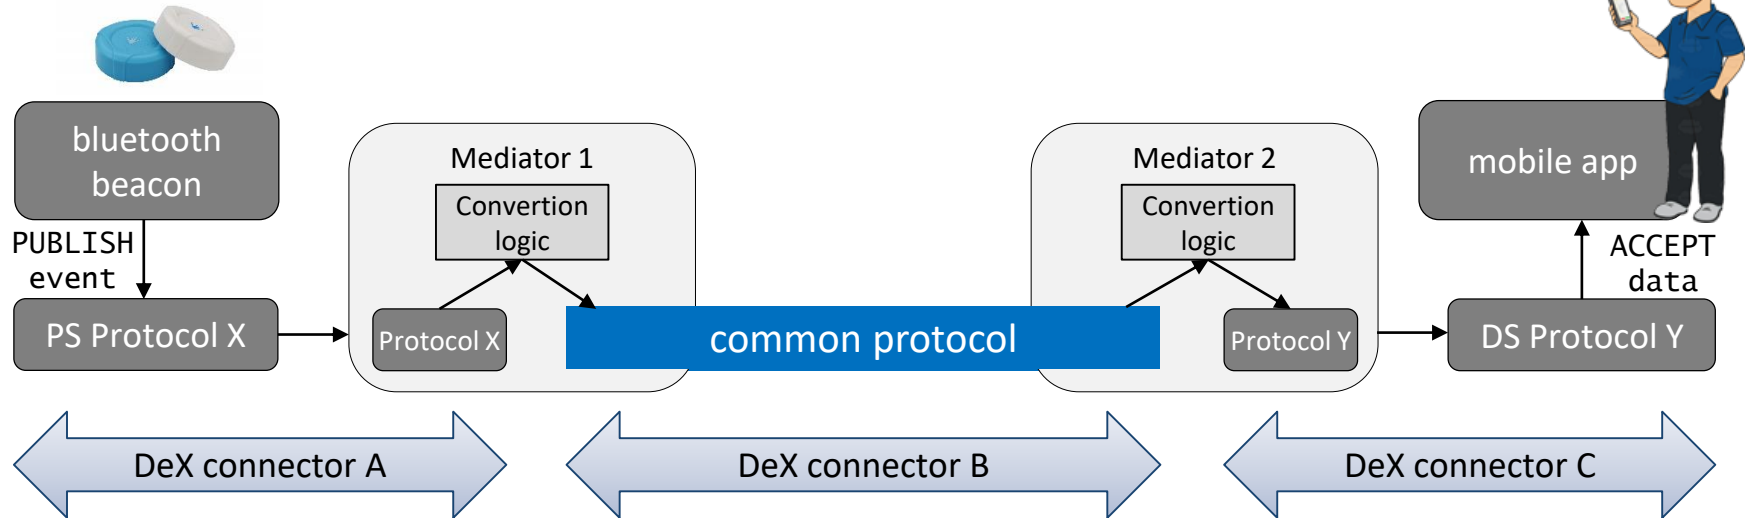 bluetooth
beacon
PUBLISH
event
PS Protocol X
Mediator 1
Convertion
logic
Protocol X
common protocol
Mediator 2
Convertion
logic
Protocol Y
mobile app
ACCEPT
data
DS Protocol Y
DeX connector A
DeX connector B
DeX connector C